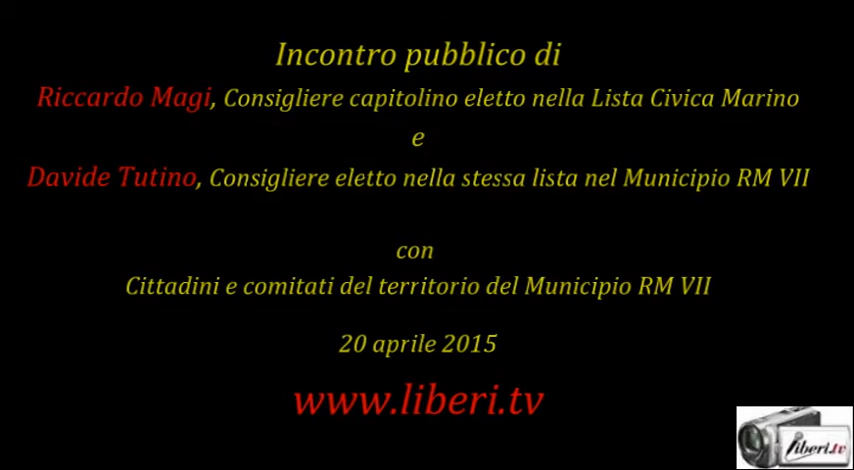 Incontro pubblico di
Riccardo Magi, Consigliere capitolino eletto nella Lista Civica Marino
e
Davide Tutino, Consigliere eletto nella stessa lista nel Municipio RM VII
con
Cittadini e comitati del territorio del Municipio RM VII
20 aprile 2015
www.liberi.tv
liberi.tv